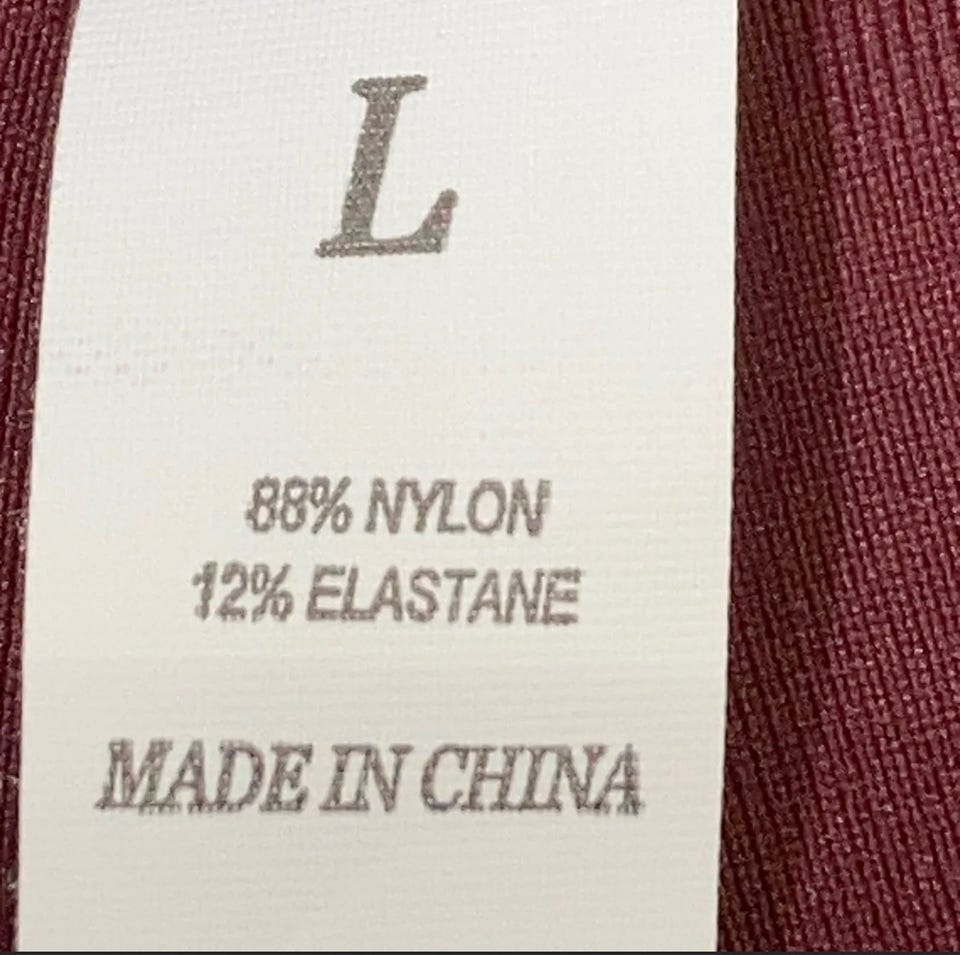 L
88% NYLON
12% ELASTANE
MADE IN CHINA